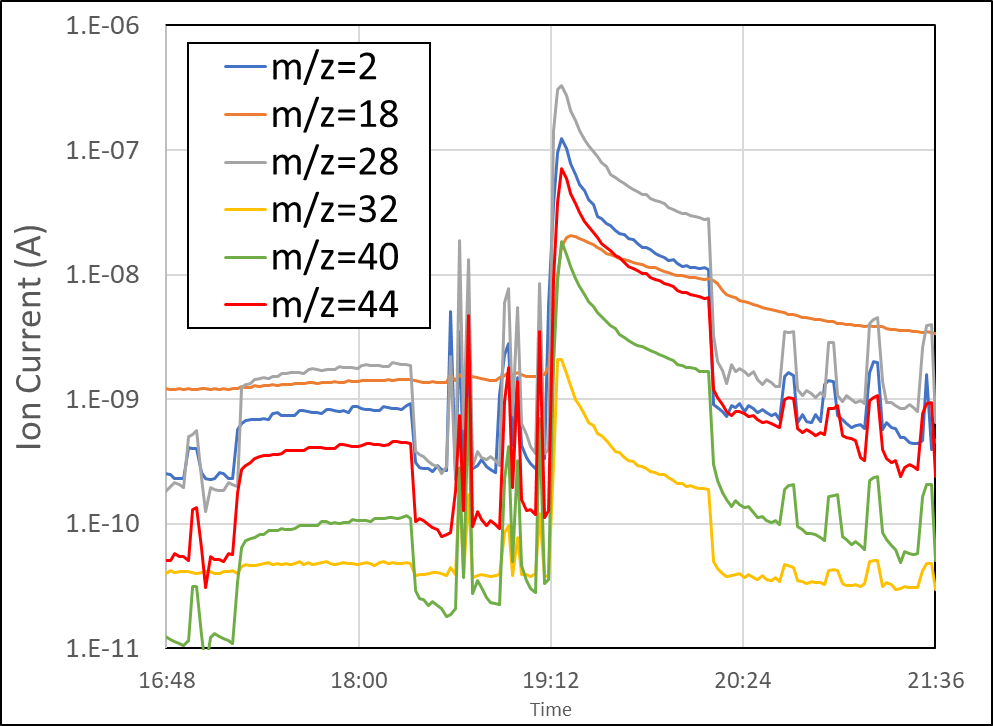 1.E-06
1.E-07
1.E-08
1.E-09
1.E-10
1.E-11
Ion Current (A)
m/z=2
m/z=18
m/z=28
m/z=32
m/z=40
m/z=44
16:48 18:00 19:12 20:24 21:36
Time